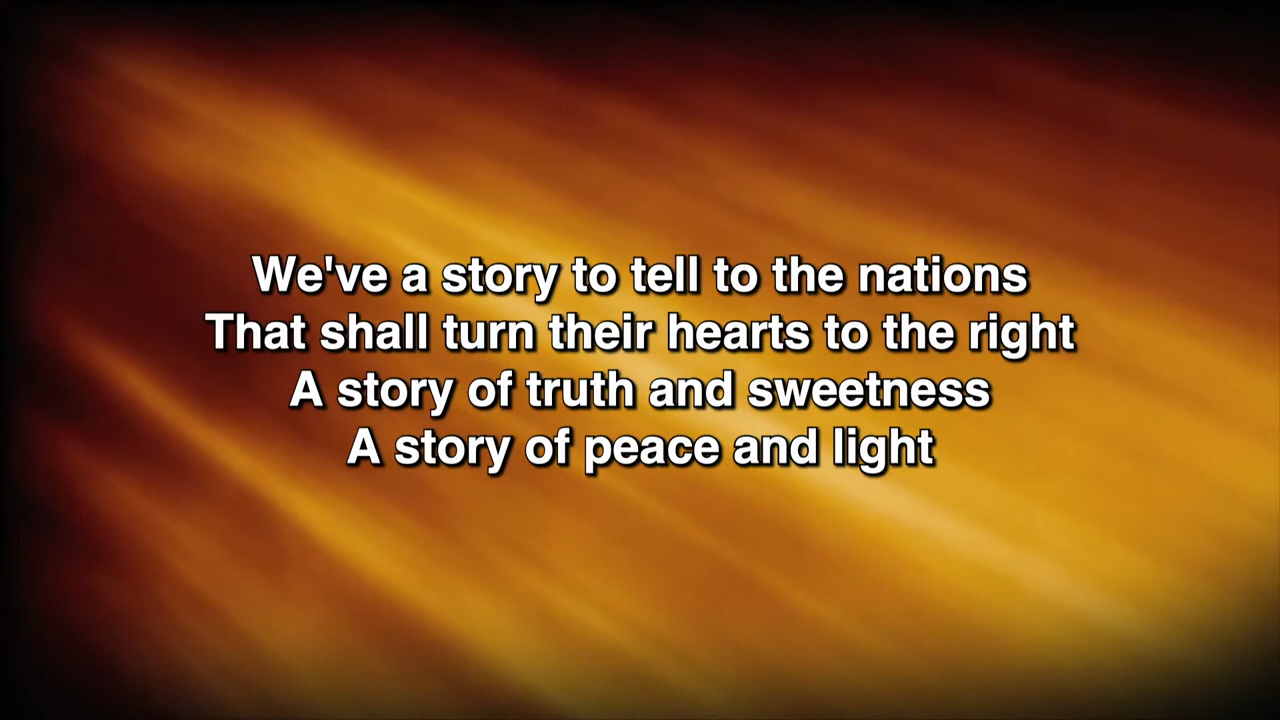 We've a story to tell to the nations
That shall turn their hearts to the right
A story of truth and sweetness
A story of peace and light